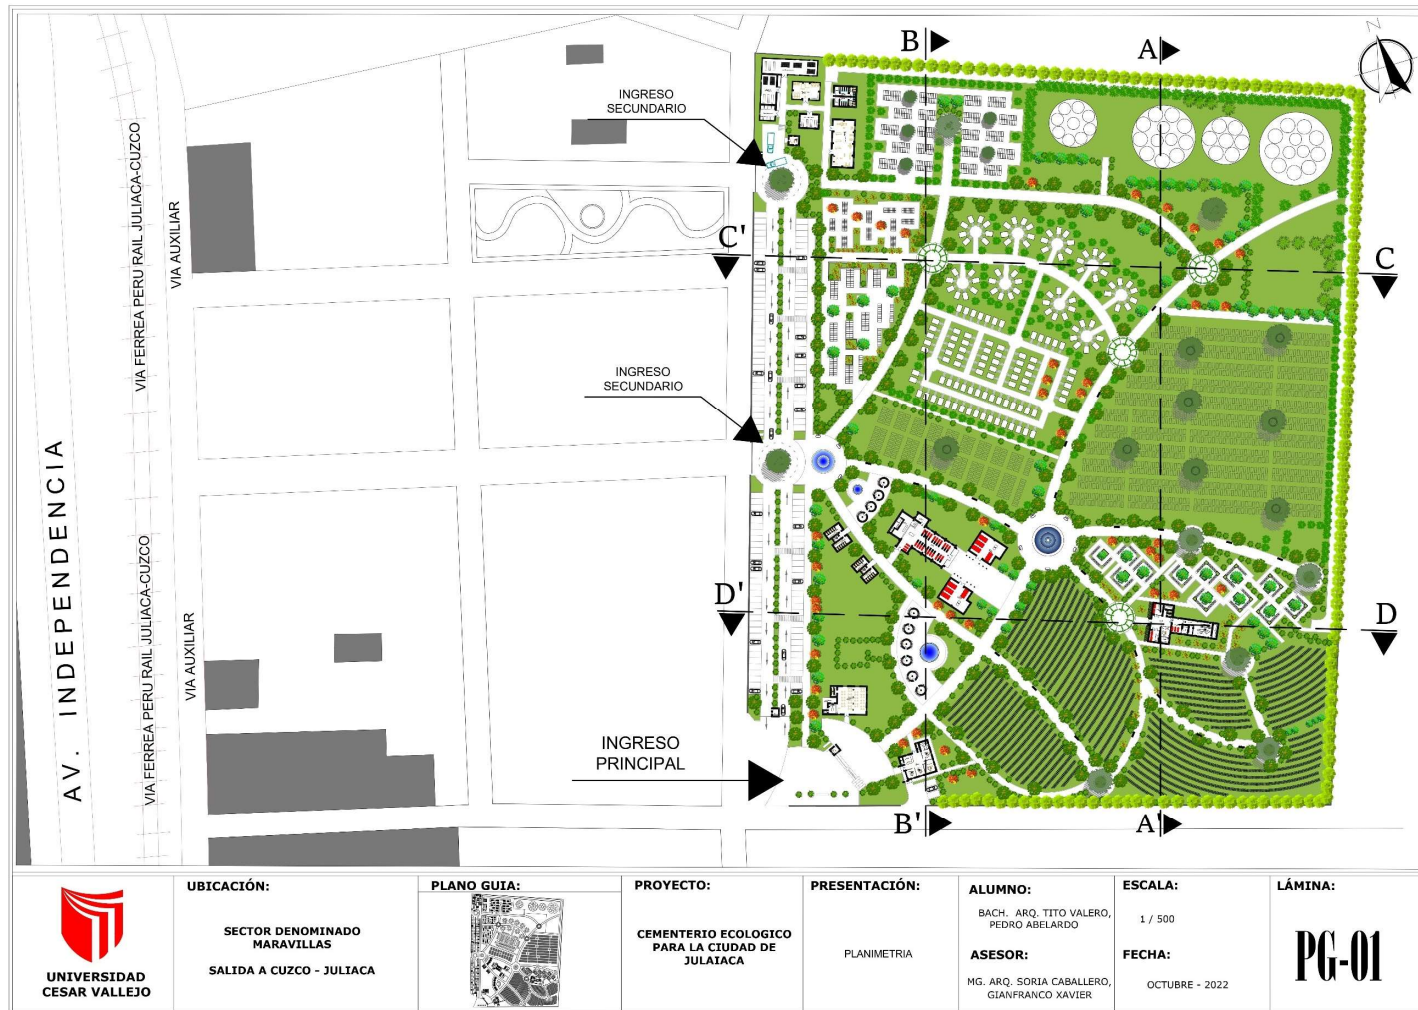 B
A
Z
INGRESO
SECUNDARIO
VIA FERREA PERU RAIL JULIACA-CUZCO
VIA AUXILIAR
C'
C
INGRESO
SECUNDARIO
AV. INDEPENDENCIA
VIA FERREA PERU RAIL JULIACA-CUZCO
VIA AUXILIAR
D'
D
INGRESO
PRINCIPAL
B'
A'
UNIVERSIDAD
CESAR VALLEJO
UBICACIÓN:
SECTOR DENOMINADO
MARAVILLAS
SALIDA A CUZCO - JULIACA
PLANO GUIA:
PROYECTO:
CEMENTERIO ECOLOGICO
PARA LA CIUDAD DE
JULAIACA
PRESENTACIÓN:
PLANIMETRIA
ALUMNO:
BACH. ARQ. TITO VALERO,
PEDRO ABELARDO
ASESOR:
MG. ARQ. SORIA CABALLERO,
GIANFRANCO XAVIER
ESCALA:
1 / 500
FECHA:
OCTUBRE - 2022
LÁMINA:
PG-01